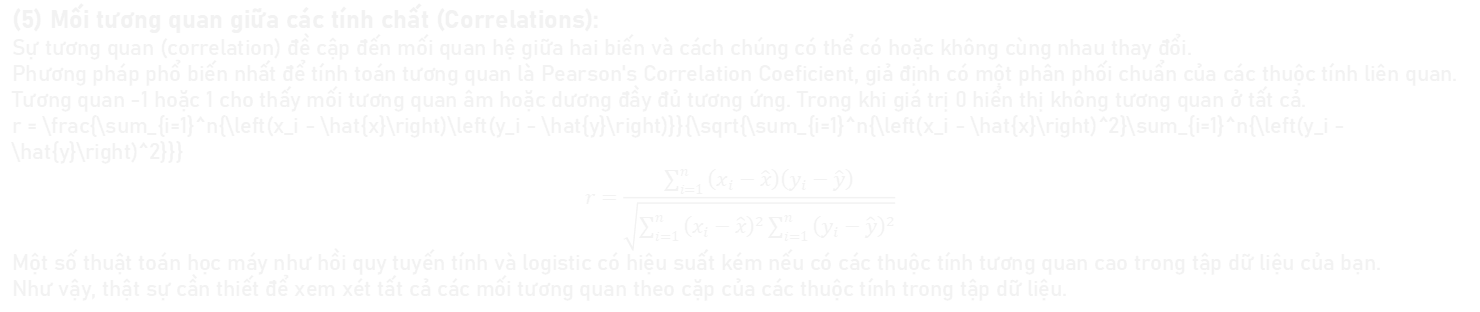 (5) Mối tương quan giữa các tính chất (Correlations):
Sự tương quan (correlation) đề cập đến mối quan hệ giữa hai biến và cách chúng có thể có hoặc không cùng nhau thay đổi.
Phương pháp phổ biến nhất để tính toán tương quan là Pearson's Correlation Coeficient, giả định có một phân phối chuẩn của các thuộc tính liên quan.
Tương quan -1 hoặc 1 cho thấy mối tương quan âm hoặc dương đầy đủ tương ứng. Trong khi giá trị 0 hiển thị không tương quan ở tất cả.
r = \frac{\sum_{i=1}^n{\left(x_i - \hat{x}\right)\left(y_i - \hat{y}\right)}}{\sqrt{\sum_{i=1}^n{\left(x_i - \hat{x}\right)^2}\sum_{i=1}^n{\left(y_i -
\hat{y}\right)^2}}}
r = \frac{\sum_{i=1}^{n}(x_i - \hat{x})(y_i - \hat{y})}{\sqrt{\sum_{i=1}^{n}(x_i - \hat{x})^2 \sum_{i=1}^{n}(y_i - \hat{y})^2}}
Một số thuật toán học máy như hồi quy tuyến tính và logistic có hiệu suất kém nếu có các thuộc tính tương quan cao trong tập dữ liệu của bạn.
Như vậy, thật sự cần thiết để xem xét tất cả các mối tương quan theo cặp của các thuộc tính trong tập dữ liệu.